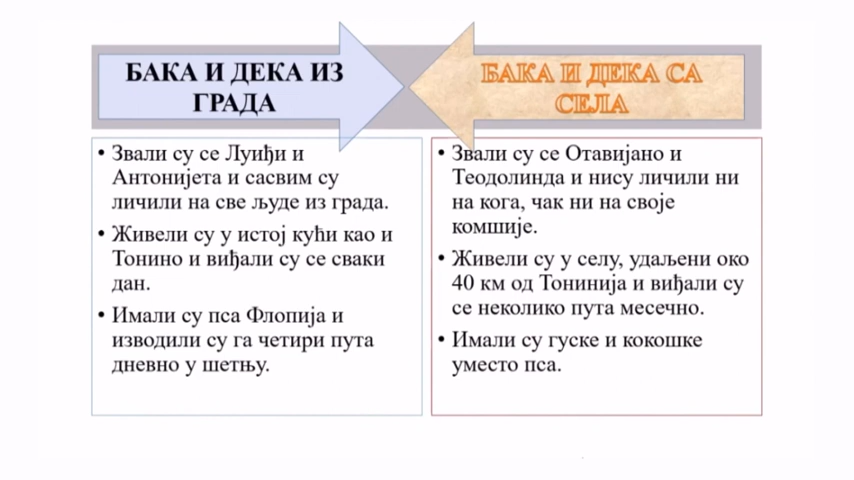 БАКА И ДЕКА ИЗ
ГРАДА
• Звали су се Луиђи и
Антонијета и сасвим су
личили на све људе из града.
• Живели су у истој кући као и
Тонино и виђали су се сваки
дан.
• Имали су пса Флопија и
изводили су га четири пута
дневно у шетњу.
БАКА И ДЕКА СА
СЕЛА
• Звали су се Отавијано и
Теодолинда и нису личили ни
на кога, чак ни на своје
комшије.
• Живели су у селу, удаљени око
40 км од Тонинија и виђали су
се неколико пута месечно.
• Имали су гуске и кокошке
уместо пса.